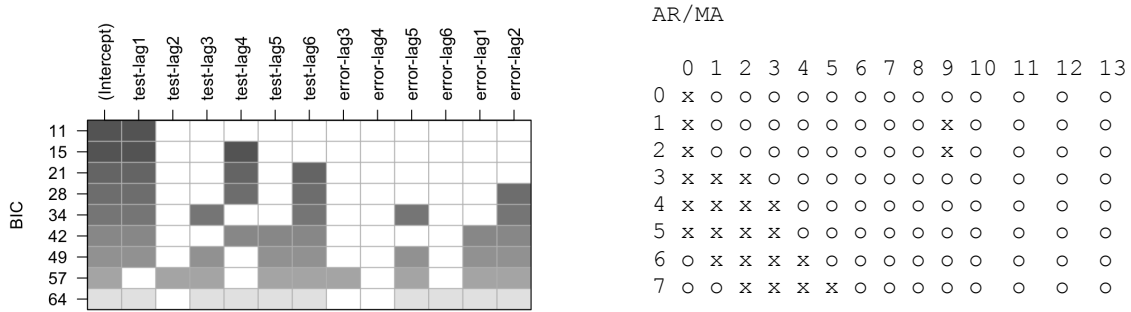 (Intercept)
test-lag1
test-lag2
test-lag3
test-lag4
test-lag5
test-lag6
error-lag3
error-lag4
error-lag5
error-lag6
error-lag1
error-lag2
BIC
11
15
21
28
34
42
49
57
64
AR/MA
0 1 2 3 4 5 6 7 8 9 10 11 12 13
0 x o o o o o o o o o o o o o
1 x o o o o o o o o x o o o o
2 x o o o o o o o o x o o o o
3 x x x o o o o o o o o o o o
4 x x x x o o o o o o o o o o
5 x x x x o o o o o o o o o o
6 o x x x x o o o o o o o o o
7 o o x x x x o o o o o o o o